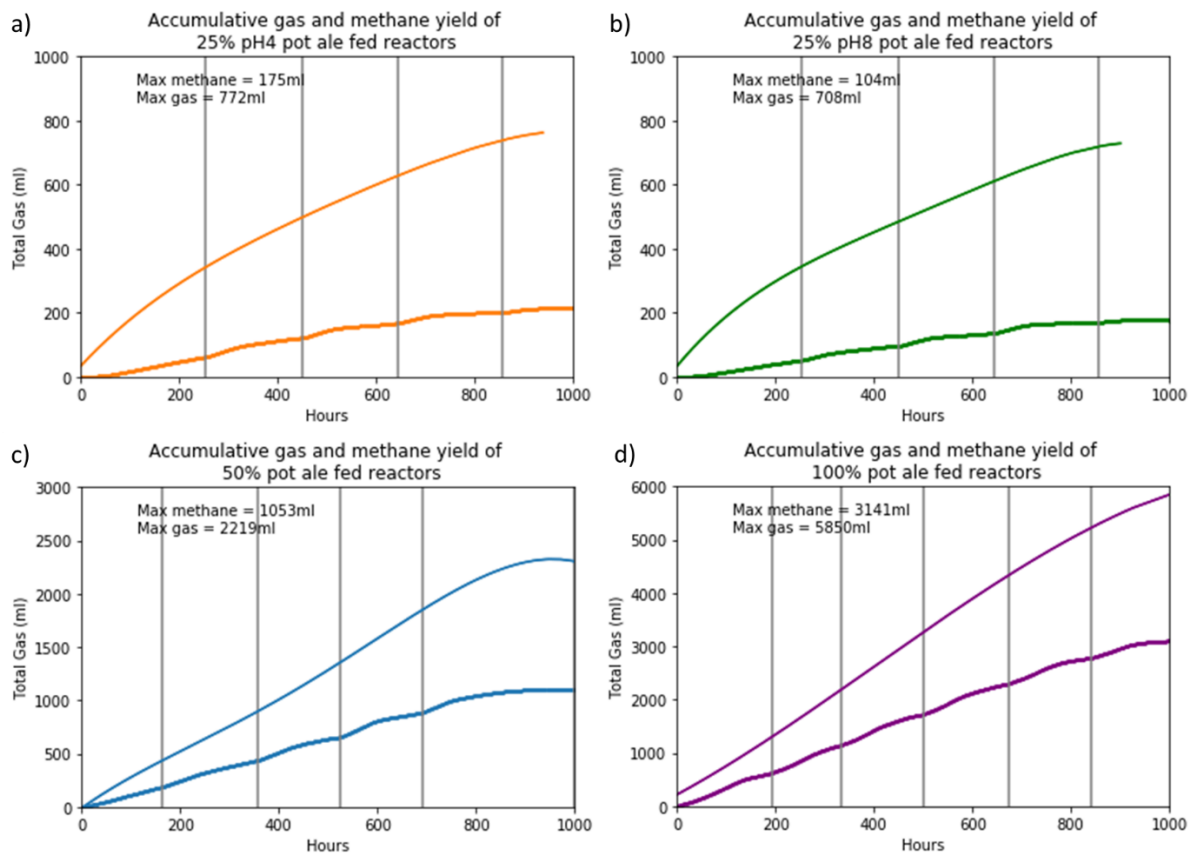 a)
Accumulative gas and methane yield of
25% pH4 pot ale fed reactors
Max methane = 175ml
Max gas = 772ml
Total Gas (ml)
1000
800
600
400
200
0
0 200 400 600 800 1000
Hours
b)
Accumulative gas and methane yield of
25% pH8 pot ale fed reactors
Max methane = 104ml
Max gas = 708ml
Total Gas (ml)
1000
800
600
400
200
0
0 200 400 600 800 1000
Hours
c)
Accumulative gas and methane yield of
50% pot ale fed reactors
Max methane = 1053ml
Max gas = 2219ml
Total Gas (ml)
3000
2500
2000
1500
1000
500
0
0 200 400 600 800 1000
Hours
d)
Accumulative gas and methane yield of
100% pot ale fed reactors
Max methane = 3141ml
Max gas = 5850ml
Total Gas (ml)
6000
5000
4000
3000
2000
1000
0
0 200 400 600 800 1000
Hours